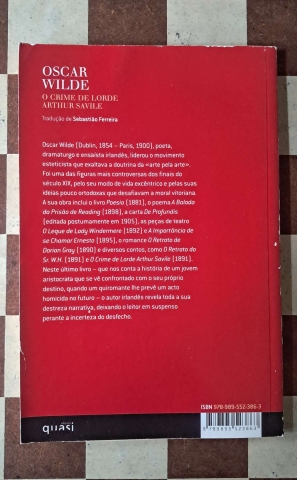 OSCAR
WILDE
O CRIME DE LORDE
ARTHUR SAVILE
Tradução de Sebastião Ferreira
Oscar Wilde (Dublin, 1854 – Paris, 1900), poeta,
dramaturgo e ensaísta irlandês, liderou o movimento
esteticista que exaltava a doutrina da «arte pela arte».
Foi uma das figuras mais controversas dos finais do
século XIX, pelo seu modo de vida excêntrico e pelas suas
ideias pouco ortodoxas que desafiavam a moral vitoriana.
A sua obra inclui o livro Poesia (1881), o poema A Balada
da Prisão de Reading (1898), a carta De Profundis
(editada postumamente em 1905), as peças de teatro
O Leque de Lady Windermere (1892) e A Importância de
se Chamar Ernesto (1895), o romance O Retrato de
Dorian Gray (1890) e diversos contos, como O Retrato do
Sr. W.H. (1891) e O Crime de Lorde Arthur Savile (1891).
Neste último livro – que nos conta a história de um jovem
aristocrata que se vê confrontado com o seu próprio
destino, quando um quiromante lhe prevê um acto
homicida no futuro – o autor irlandês revela toda a sua
destreza narrativa, deixando o leitor em suspenso
perante a incerteza do desfecho.
ISBN 978-989-552-386-3
quasi